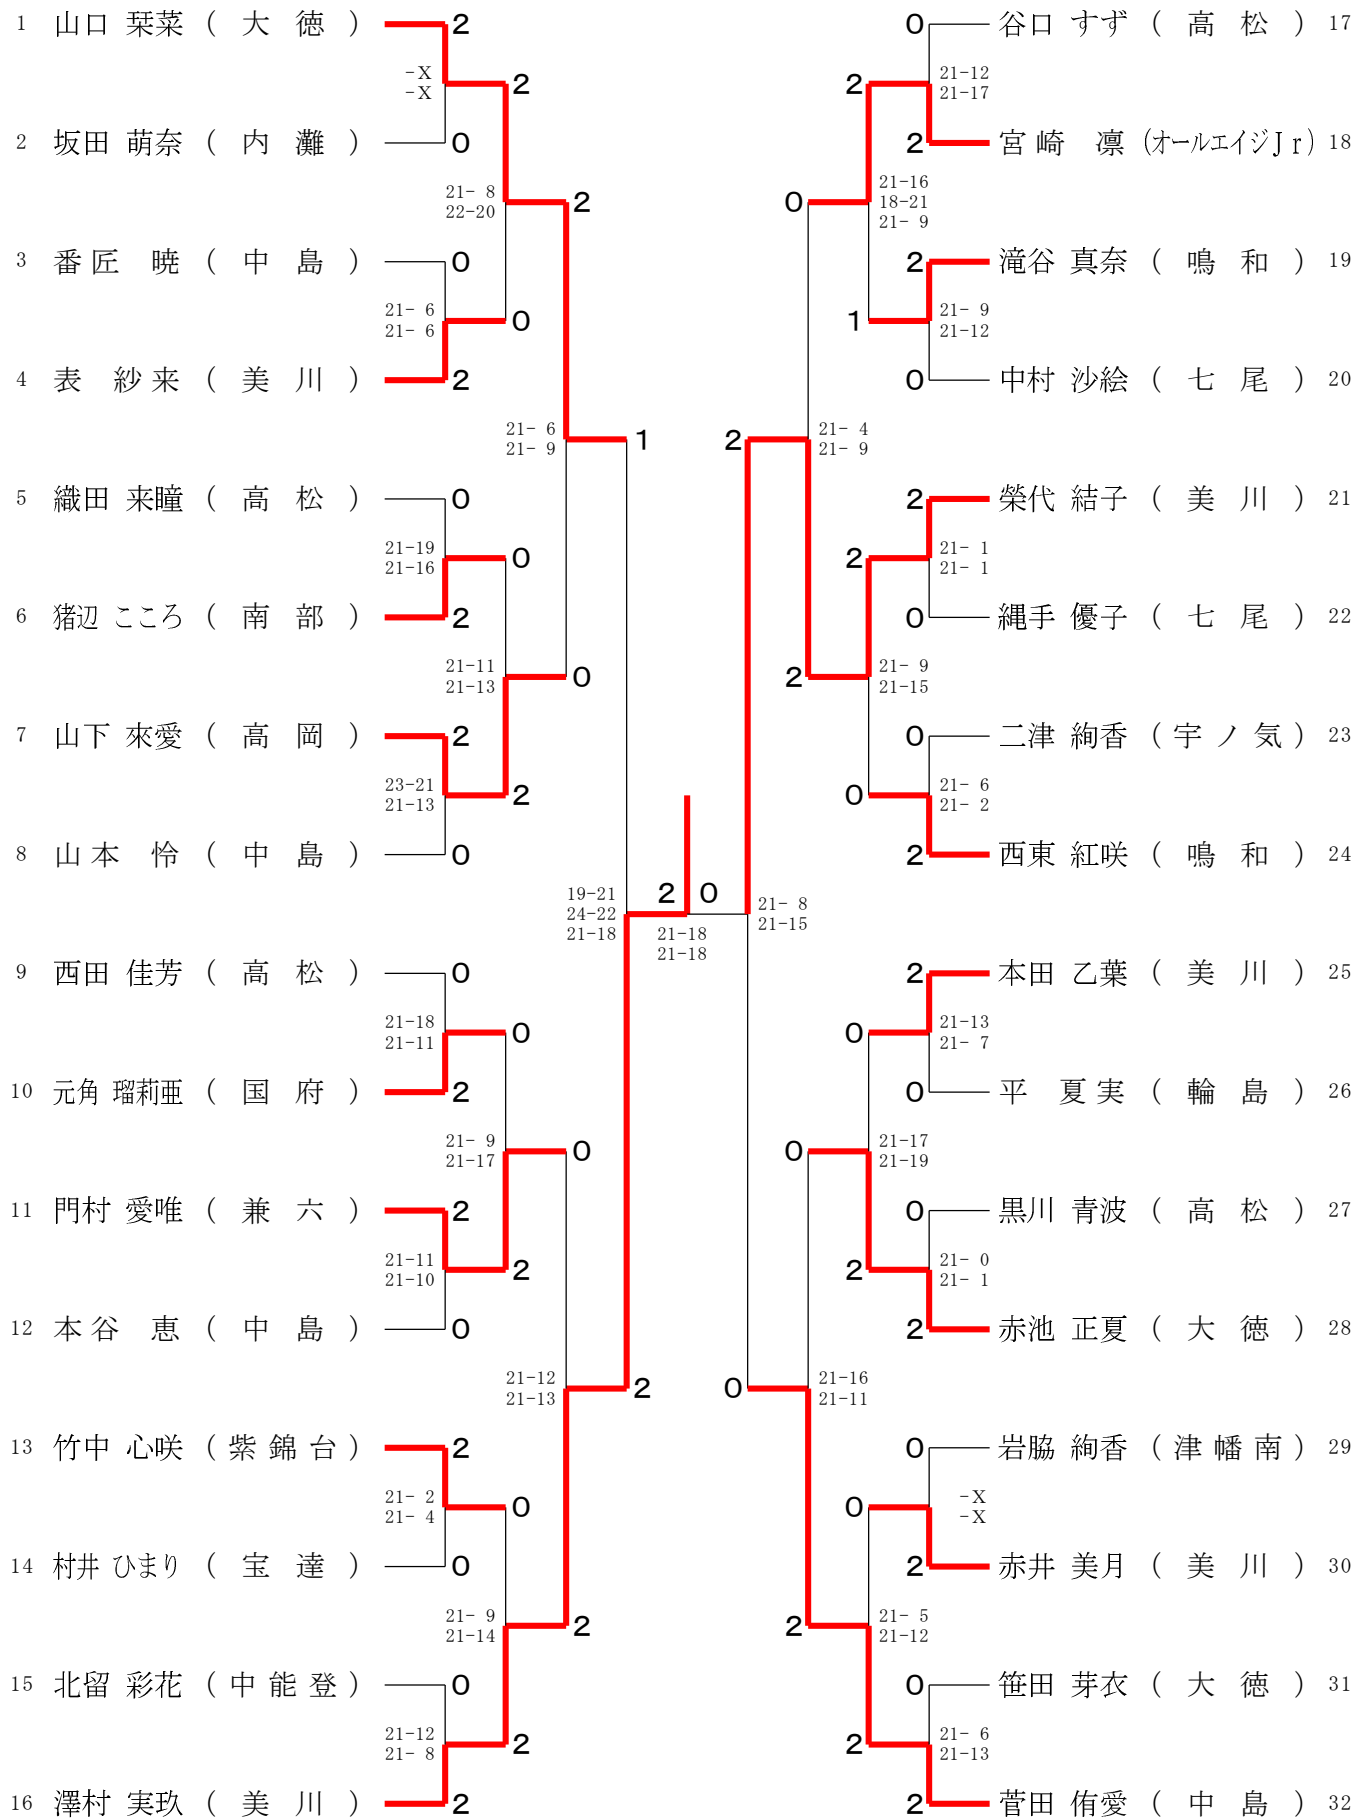 1 山口 栞菜 ( 大 徳 ) 2
-X
-X
2
2 坂田 萌奈 ( 内 灘 ) 0
21- 8
22-20
2
3 番匠 暁 ( 中 島 ) 0
21- 6
21- 6
0
4 表 紗来 ( 美 川 ) 2
21- 6
21- 9
1
5 織田 来瞳 ( 高 松 ) 0
21-19
21-16
0
6 猪辺 こころ ( 南 部 ) 2
21-11
21-13
0
7 山下 來愛 ( 高 岡 ) 2
23-21
21-13
2
8 山本 怜 ( 中 島 ) 0
19-21
24-22
21-18
2 0
21-18
21-18
9 西田 佳芳 ( 高 松 ) 0
21-18
21-11
0
10 元角 瑠莉亜 ( 国 府 ) 2
21- 9
21-17
0
11 門村 愛唯 ( 兼 六 ) 2
21-11
21-10
2
12 本谷 恵 ( 中 島 ) 0
21-12
21-13
2
13 竹中 心咲 ( 紫 錦 台 ) 2
21- 2
21- 4
0
14 村井 ひまり ( 宝 達 ) 0
21- 9
21-14
2
15 北留 彩花 ( 中 能 登 ) 0
21-12
21- 8
2
16 澤村 実玖 ( 美 川 ) 2
0 谷口 すず ( 高 松 ) 17
2
21-12
21-17
2 宮崎 凛 (オールエイジJr) 18
0
21-16
18-21
21- 9
2 滝谷 真奈 ( 鳴 和 ) 19
1
21- 9
21-12
0 中村 沙絵 ( 七 尾 ) 20
2
21- 4
21- 9
2 榮代 結子 ( 美 川 ) 21
2
21- 1
21- 1
0 縄手 優子 ( 七 尾 ) 22
2
21- 9
21-15
0 二津 絢香 ( 宇 ノ 気 ) 23
0
21- 6
21- 2
2 西東 紅咲 ( 鳴 和 ) 24
21- 8
21-15
2 本田 乙葉 ( 美 川 ) 25
0
21-13
21- 7
0 平 夏実 ( 輪 島 ) 26
0
21-17
21-19
0 黒川 青波 ( 高 松 ) 27
2
21- 0
21- 1
2 赤池 正夏 ( 大 徳 ) 28
0
21-16
21-11
0 岩脇 絢香 ( 津 幡 南 ) 29
0
-X
-X
2 赤井 美月 ( 美 川 ) 30
2
21- 5
21-12
0 笹田 芽衣 ( 大 徳 ) 31
2
21- 6
21-13
2 菅田 侑愛 ( 中 島 ) 32